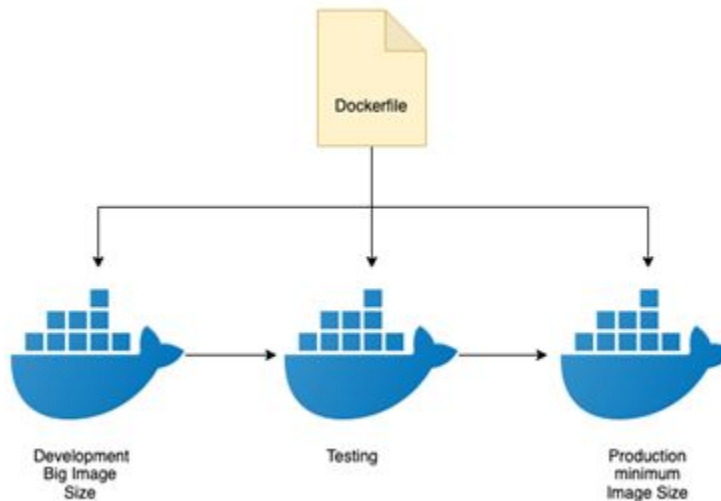 Dockerfile
Development
Big Image
Size
Testing
Production
minimum
Image Size